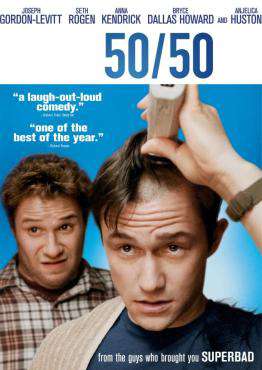 JOSEPH SETH ANNA BRYCE ANJELICA
GORDON-LEVITT ROGEN KENDRICK DALLAS HOWARD AND HUSTON
50/50
“a laugh-out-loud
comedy.”
“one of the
best of the year.”
from the guys who brought you SUPERBAD